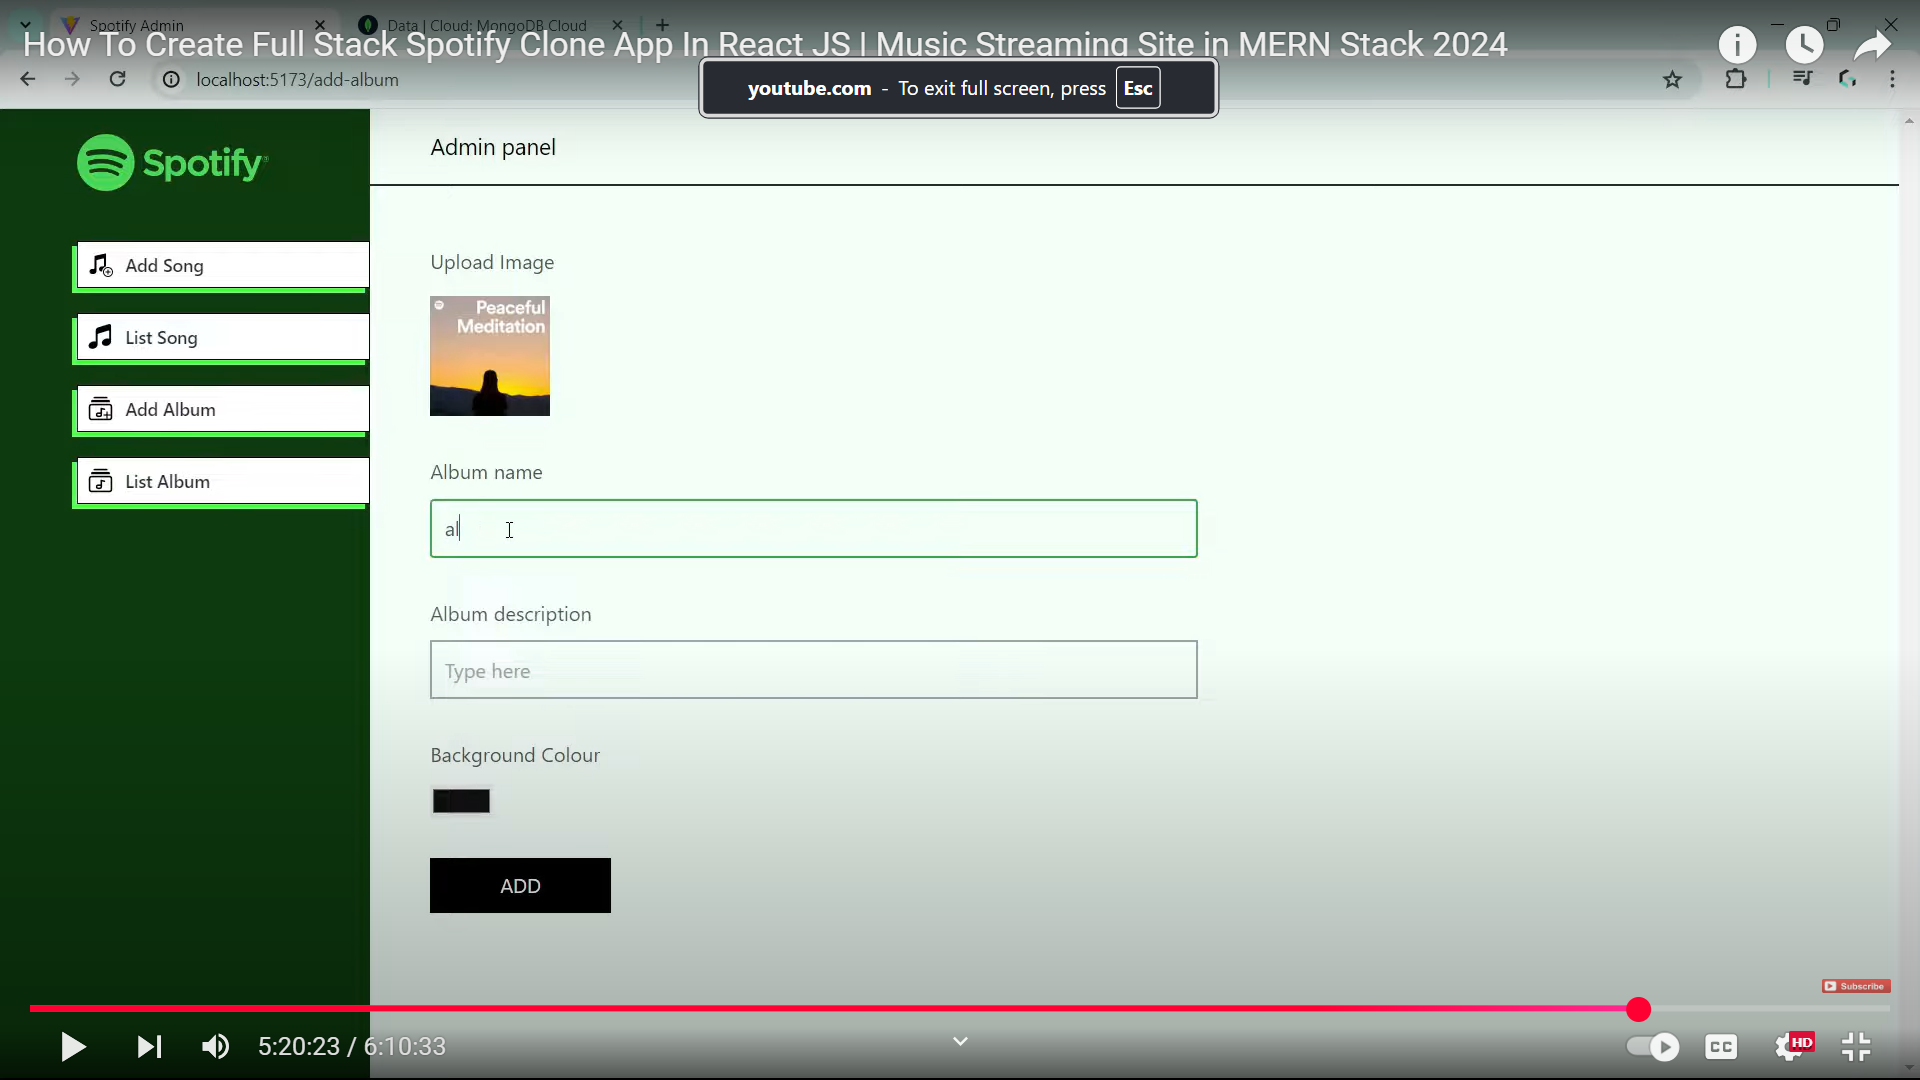 Spotify Admin
Data | Cloud: MongoDB Cloud
How To Create Full Stack Spotify Clone App In React JS | Music Streaming Site in MERN Stack 2024
localhost:5173/add-album
youtube.com - To exit full screen, press Esc
Spotify
Admin panel
Add Song
List Song
Add Album
List Album
Upload Image
Peaceful
Meditation
Album name
al
Album description
Type here
Background Colour
ADD
Subscribe
5:20:23 / 6:10:33
CC
HD